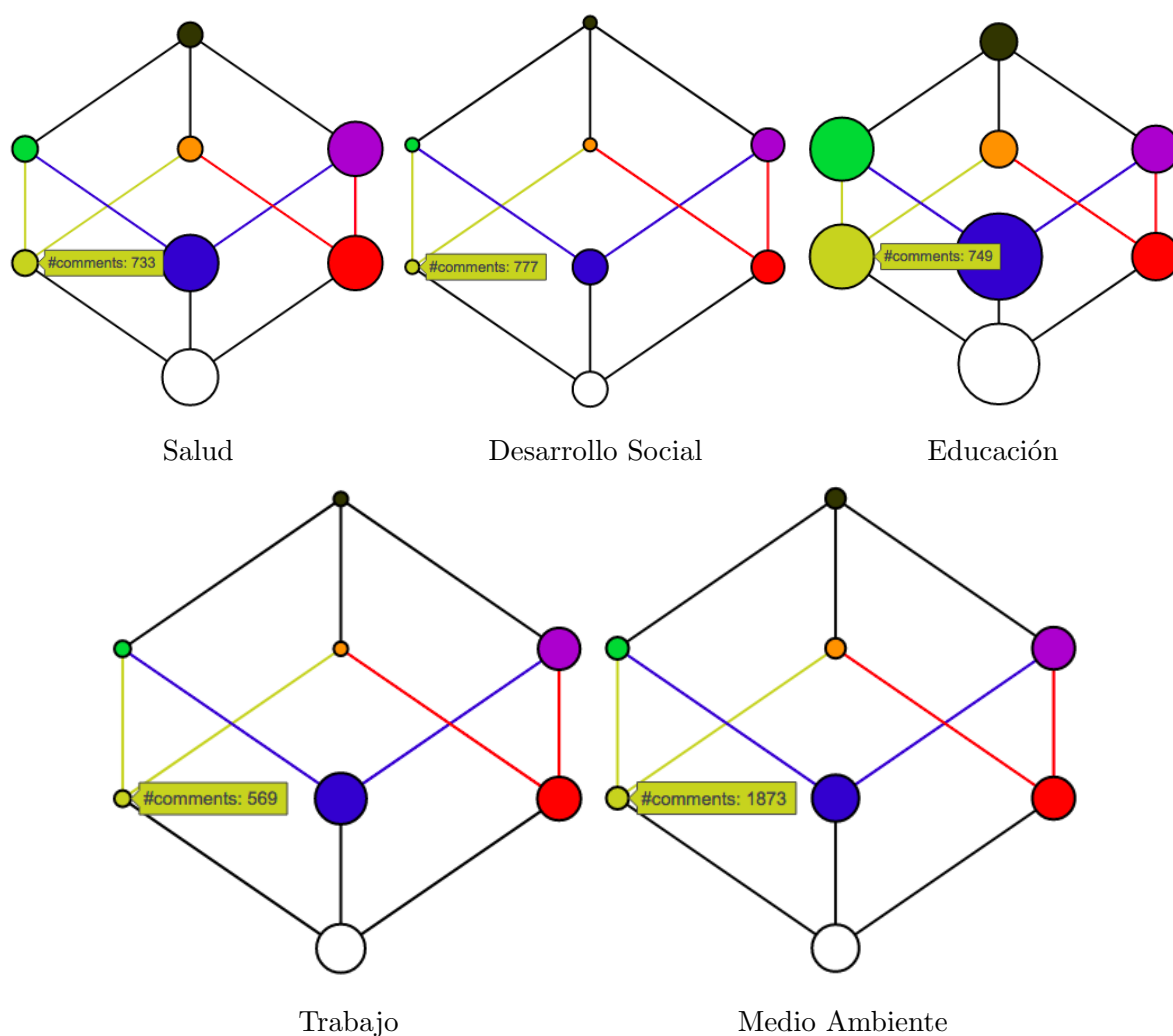 #comments: 733
#comments: 777
#comments: 749
Salud
Desarrollo Social
Educación
#comments: 569
#comments: 1873
Trabajo
Medio Ambiente